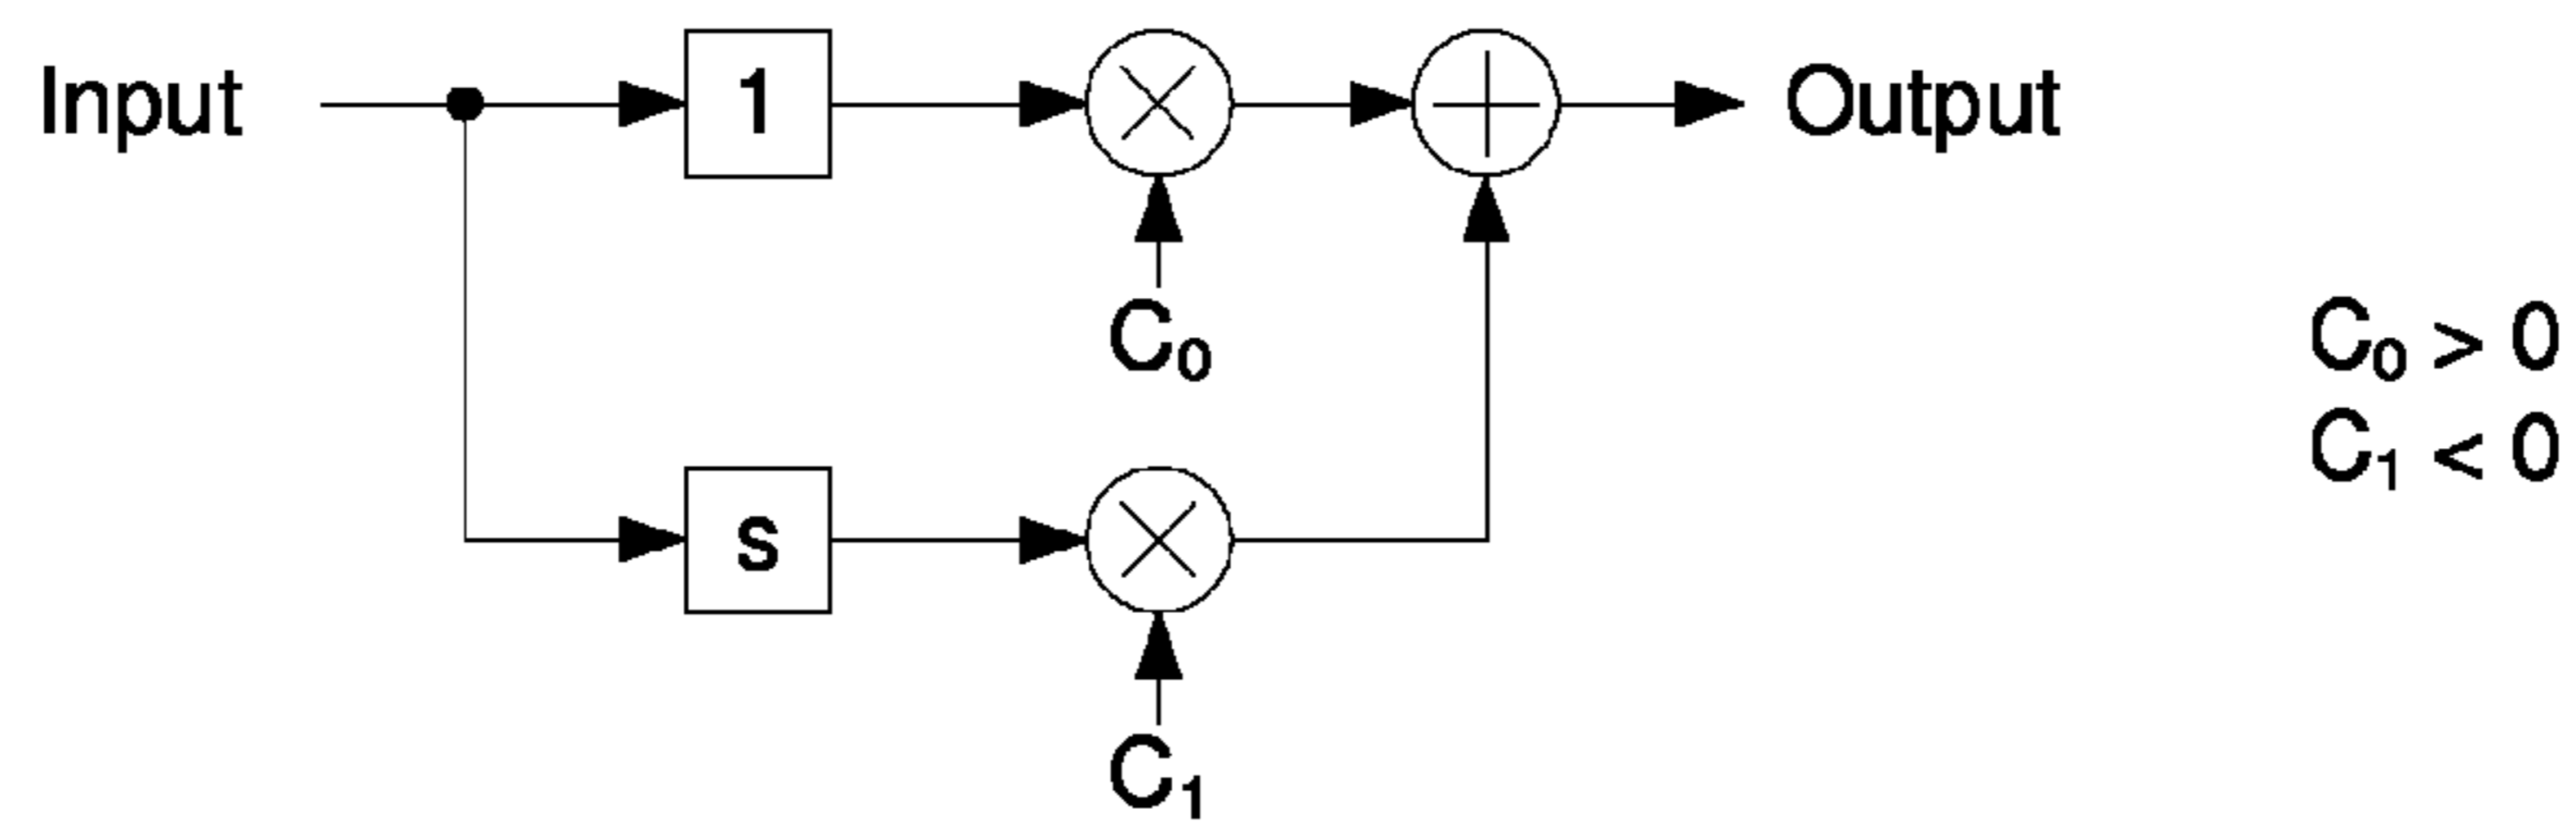 Input
1
Output
C₀
C₀ > 0
C₁ < 0
s
C₁